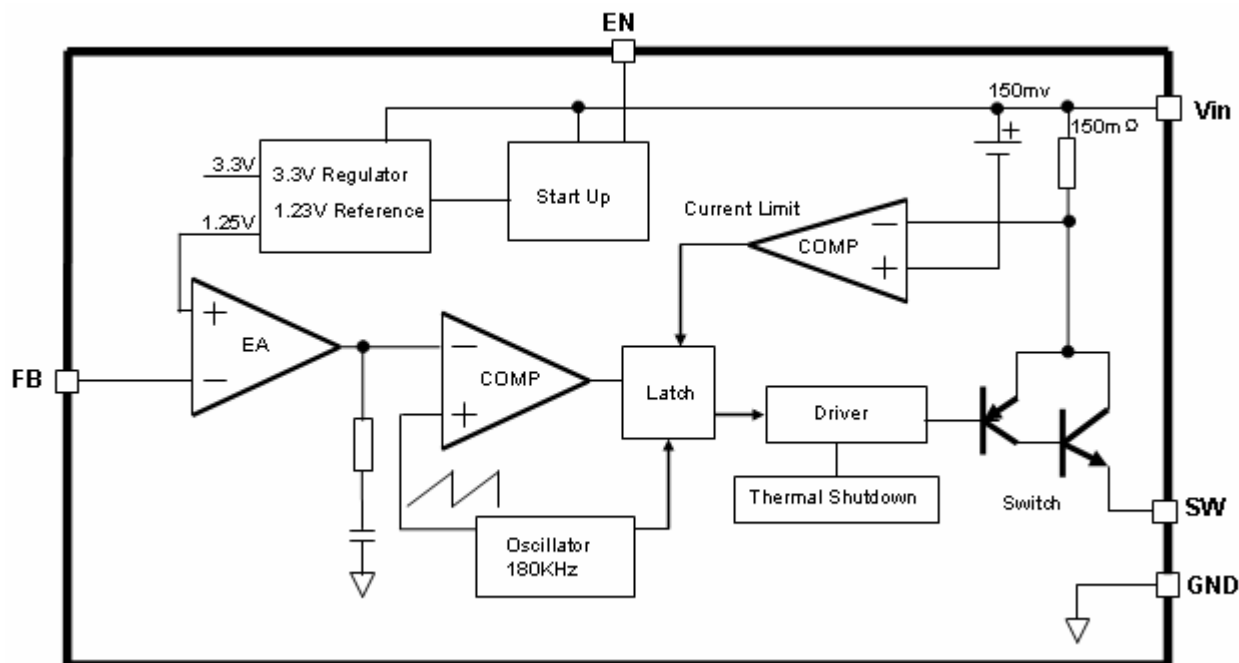 EN
150mv
Vin
150mΩ
3.3V
3.3V Regulator
1.23V Reference
Start Up
1.25V
Current Limit
COMP
−
+
+
EA
−
FB
−
COMP
+
+
Latch
Driver
Thermal Shutdown
Switch
SW
Oscillator
180KHz
GND